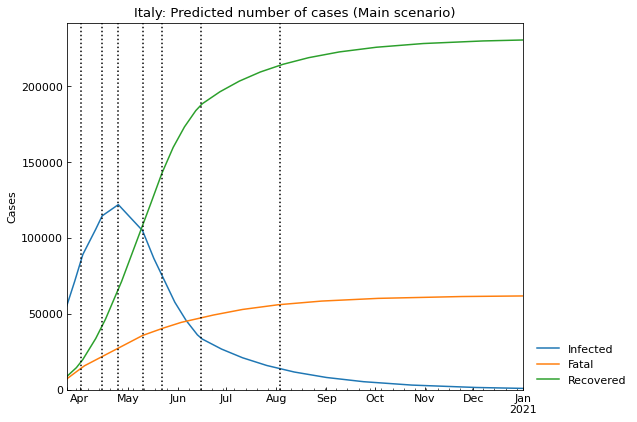 Italy: Predicted number of cases (Main scenario)
Cases
200000
150000
100000
50000
0
Apr May Jun Jul Aug Sep Oct Nov Dec Jan
2021
Infected
Fatal
Recovered